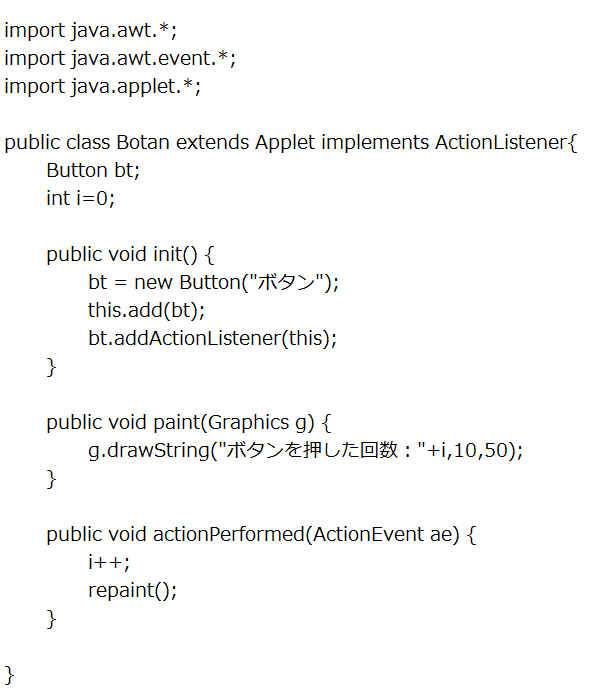 import java.awt.*;
import java.awt.event.*;
import java.applet.*;

public class Botan extends Applet implements ActionListener{
    Button bt;
    int i=0;

    public void init() {
        bt = new Button("ボタン");
        this.add(bt);
        bt.addActionListener(this);
    }

    public void paint(Graphics g) {
        g.drawString("ボタンを押した回数："+i,10,50);
    }

    public void actionPerformed(ActionEvent ae) {
        i++;
        repaint();
    }

}